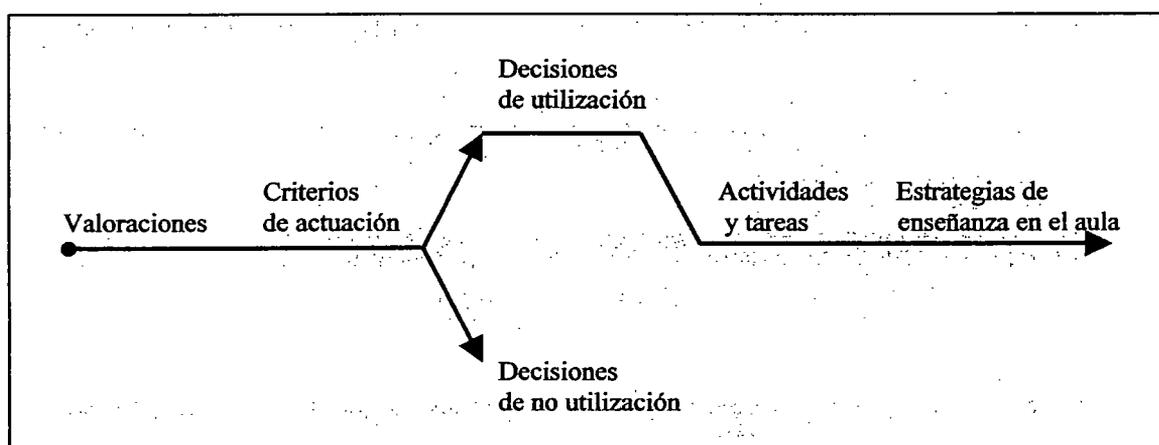 Decisiones
de utilización
Criterios
de actuación
Valoraciones
Actividades
y tareas
Estrategias de
enseñanza en el aula
Decisiones
de no utilización